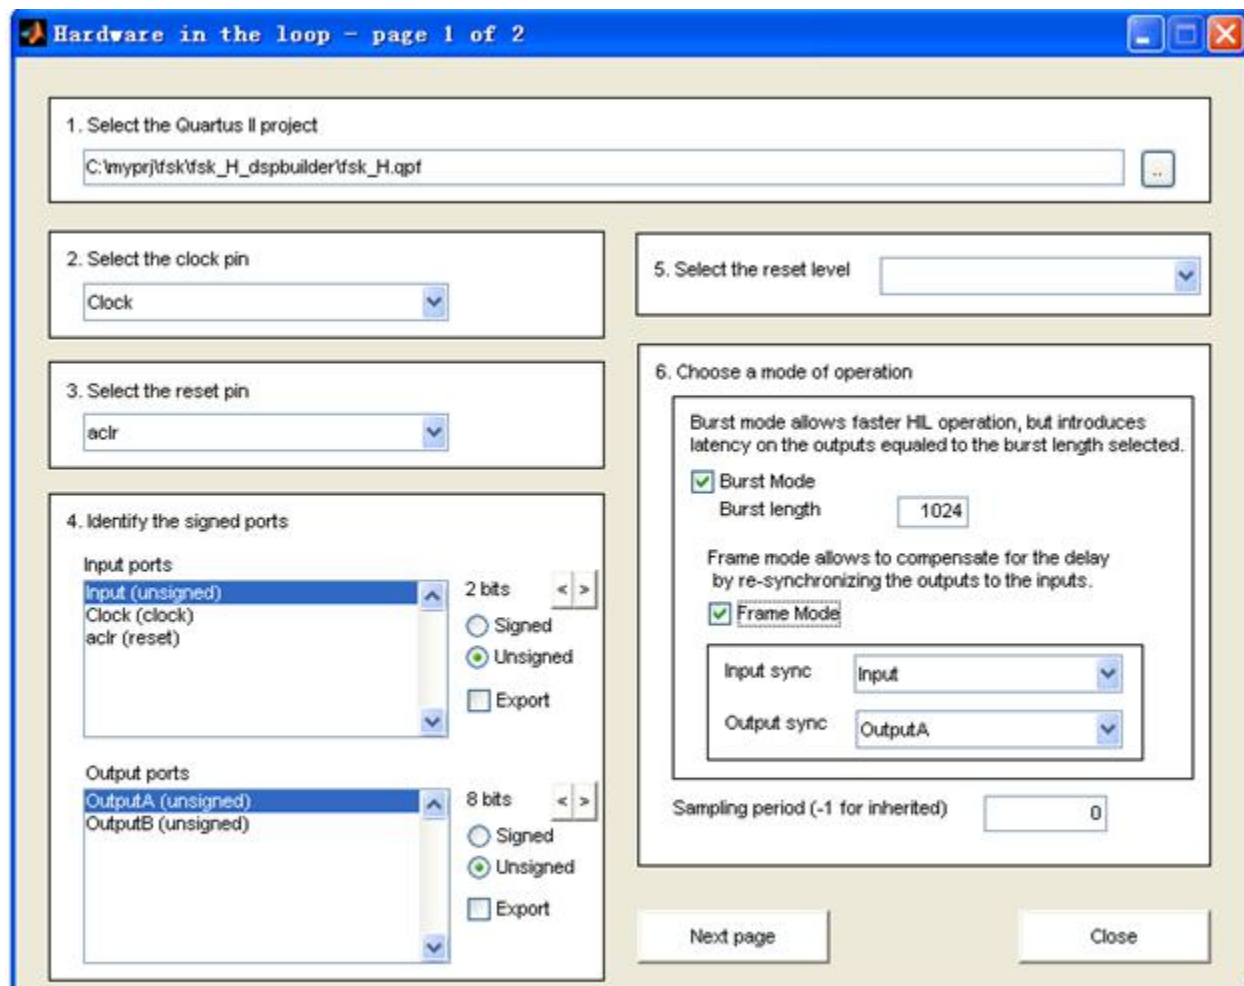 Hardware in the loop - page 1 of 2
1. Select the Quartus II project
C:\myprj\fsk\fsk_H_dspbuilder\fsk_H.qpf
..
2. Select the clock pin
Clock
3. Select the reset pin
aclr
4. Identify the signed ports
Input ports
Input (unsigned)
Clock (clock)
aclr (reset)
2 bits
< >
Signed
Unsigned
Export
Output ports
OutputA (unsigned)
OutputB (unsigned)
8 bits
< >
Signed
Unsigned
Export
5. Select the reset level
6. Choose a mode of operation
Burst mode allows faster HIL operation, but introduces
latency on the outputs equaled to the burst length selected.
Burst Mode
Burst length 1024
Frame mode allows to compensate for the delay
by re-synchronizing the outputs to the inputs.
Frame Mode
Input sync Input
Output sync OutputA
Sampling period (-1 for inherited) 0
Next page
Close